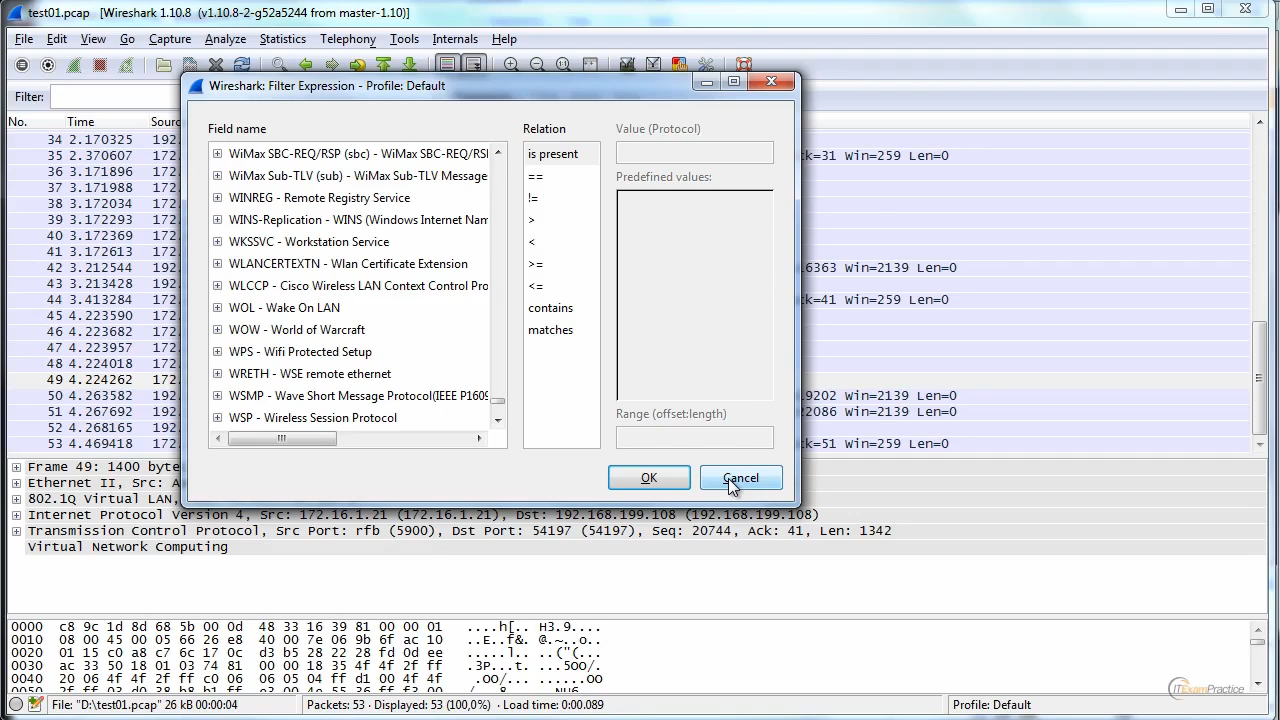 test01.pcap [Wireshark 1.10.8 (v1.10.8-2-g52a5244 from master-1.10)]
File Edit View Go Capture Analyze Statistics Telephony Tools Internals Help
Filter:
No. Time Sour
34 2.170325 192.
35 2.370607 192. ck=31 Win=259 Len=0
36 3.171896 172.
37 3.171988 172.
38 3.172034 172.
39 3.172293 172.
40 3.172369 172.
41 3.172613 172.
42 3.212544 192. 6363 Win=2139 Len=0
43 3.213428 192.
44 3.413284 172. ck=41 Win=259 Len=0
45 4.223590 172.
46 4.223682 172.
47 4.223957 172.
48 4.224018 172.
49 4.224262 172.
50 4.263582 192. 9202 Win=2139 Len=0
51 4.267692 192. 2086 Win=2139 Len=0
52 4.268165 192.
53 4.469418 172. ck=51 Win=259 Len=0
Wireshark: Filter Expression - Profile: Default
Field name Relation Value (Protocol)
WiMax SBC-REQ/RSP (sbc) - WiMax SBC-REQ/RSI
WiMax Sub-TLV (sub) - WiMax Sub-TLV Message
WINREG - Remote Registry Service
WINS-Replication - WINS (Windows Internet Nam
WKSSVC - Workstation Service
WLANCERTEXTN - Wlan Certificate Extension
WLCCP - Cisco Wireless LAN Context Control Pro
WOL - Wake On LAN
WOW - World of Warcraft
WPS - Wifi Protected Setup
WRETH - WSE remote ethernet
WSMP - Wave Short Message Protocol(IEEE P1609
WSP - Wireless Session Protocol
is present
==
!=
>
<
>=
<=
contains
matches
Predefined values:
Range (offset:length)
OK Cancel
Frame 49: 1400 byte
Ethernet II, Src: A
802.1Q Virtual LAN,
Internet Protocol Version 4, Src: 172.16.1.21 (172.16.1.21), Dst: 192.168.199.108 (192.168.199.108)
Transmission Control Protocol, Src Port: rfb (5900), Dst Port: 54197 (54197), Seq: 20744, Ack: 41, Len: 1342
Virtual Network Computing
0000 c8 9c 1d 8d 68 5b 00 0d 48 33 16 39 81 00 00 01 ....h[.. H3.9....
0010 08 00 45 00 05 66 26 e8 40 00 7e 06 9b 6f ac 10 ..E..f&. @.~..o..
0020 01 15 c0 a8 c7 6c 17 0c d3 b5 28 22 28 fd 0d ee .....l.. ..("(...
0030 ac 33 50 18 01 03 74 81 00 00 18 35 4f 4f 2f ff .3P...t. ...5OO/.
0040 20 06 4f 4f 2f ff c0 06 06 05 04 ff d1 00 4f 4f .OO/... ......OO
File: "D:\test01.pcap" 26 kB 00:00:04 Packets: 53 · Displayed: 53 (100,0%) · Load time: 0:00.089 Profile: Default
ITExamPractice